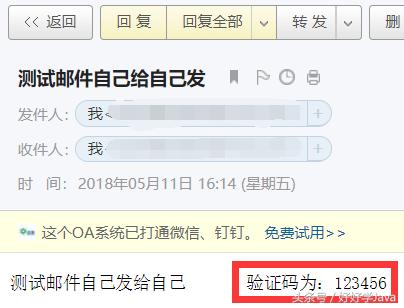 << 返回 回 复 回复全部 转 发 删
测试邮件自己给自己发
发件人： 我< +
收件人： 我 +
时 间： 2018年05月11日 16:14 (星期五)
这个OA系统已打通微信、钉钉。 免费试用>>
测试邮件自己发给自己 验证码为：123456
头条号 / 好好学Java